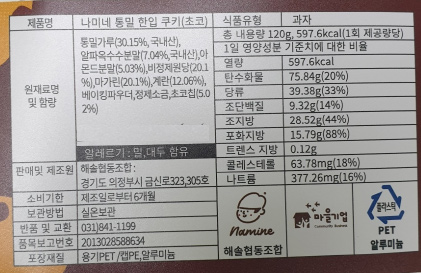 제품명 나미네 통밀 한입 쿠키(초코)
원재료명 및 함량
통밀가루(30.15%, 국내산),
알파옥수수분말(7.04%,국내산),아
몬드분말(5.03%),비정제원당(20.1
%),마가린(20.1%),계란(12.06%),
베이킹파우더,정제소금,초코칩(5.0
2%)
알레르기 : 밀,대두 함유
판매및 제조원 해솔협동조합 :
경기도 의정부시 금신로323,305호
소비기한 제조일로부터 6개월
보관방법 실온보관
반품 및 교환 031)841-1199
품목보고번호 2013028588634
포장재질 용기PET /캡PE,알루미늄
식품유형 과자
총 내용량 120g, 597.6kcal(1회 제공량당)
1일 영양성분 기준치에 대한 비율
열량 597.6kcal
탄수화물 75.84g(20%)
당류 39.38g(33%)
조단백질 9.32g(14%)
조지방 28.52g(44%)
포화지방 15.79g(88%)
트랜스 지방 0.12g
콜레스테롤 63.78mg(18%)
나트륨 377.26mg(16%)
Namine
해솔협동조합
마을기업
Community Business
플라스틱
PET
알루미늄